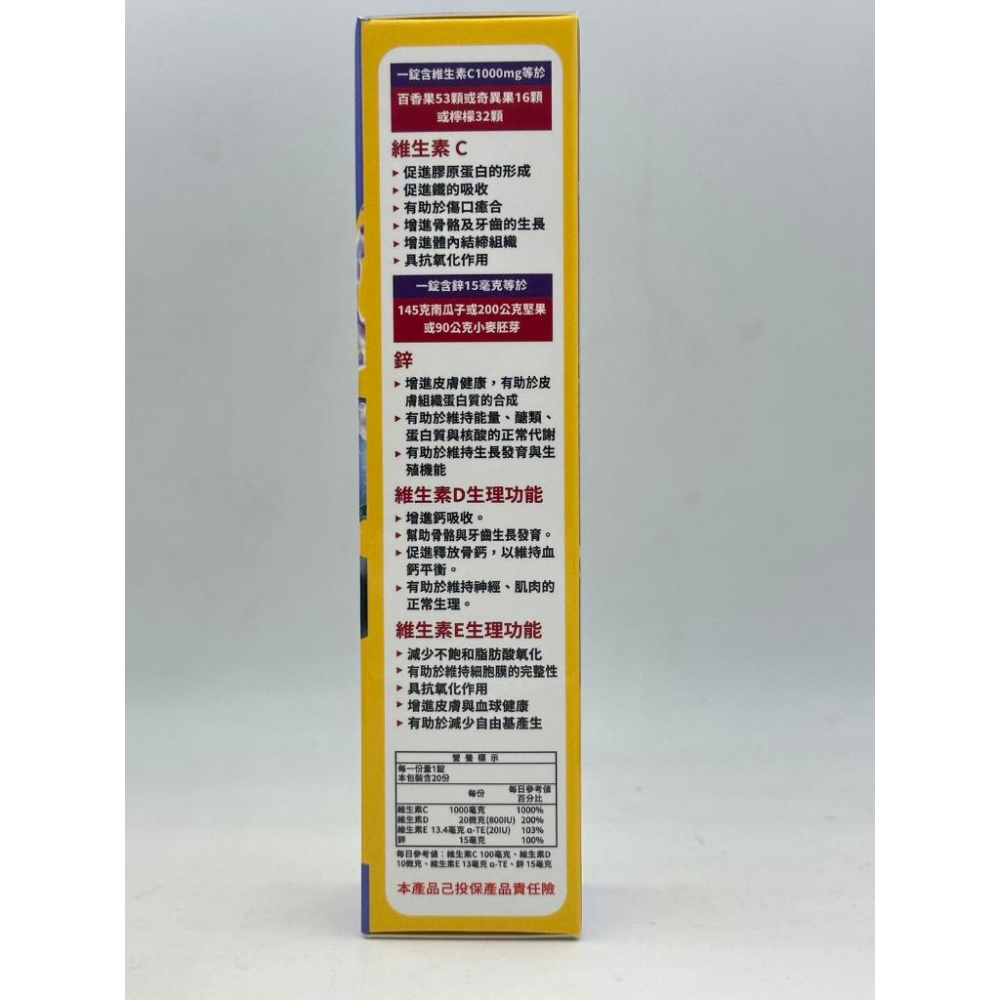 一錠含維生素C1000mg等於
百香果53顆或奇異果16顆
或檸檬32顆
維生素 C
▸ 促進膠原蛋白的形成
▸ 促進鐵的吸收
▸ 有助於傷口癒合
▸ 增進骨骼及牙齒的生長
▸ 增進體內結締組織
▸ 具抗氧化作用
一錠含鋅15毫克等於
145克南瓜子或200公克堅果
或90公克小麥胚芽
鋅
▸ 增進皮膚健康，有助於皮
膚組織蛋白質的合成
▸ 有助於維持能量、醣類、
蛋白質與核酸的正常代謝
▸ 有助於維持生長發育與生
殖機能
維生素D生理功能
▸ 增進鈣吸收。
▸ 幫助骨骼與牙齒生長發育。
▸ 促進釋放骨鈣，以維持血
鈣平衡。
▸ 有助於維持神經、肌肉的
正常生理。
維生素E生理功能
▸ 減少不飽和脂肪酸氧化
▸ 有助於維持細胞膜的完整性
▸ 具抗氧化作用
▸ 增進皮膚與血球健康
▸ 有助於減少自由基產生
營養標示
每一份量1錠
本包裝含20份
每份 每日參考值百分比
維生素C 1000毫克 1000%
維生素D 20微克(800IU) 200%
維生素E 13.4毫克 α-TE(20IU) 103%
鋅 15毫克 100%
每日參考值：維生素C 100毫克、維生素D
10微克、維生素E 13毫克 α-TE、鋅 15毫克
本產品己投保產品責任險